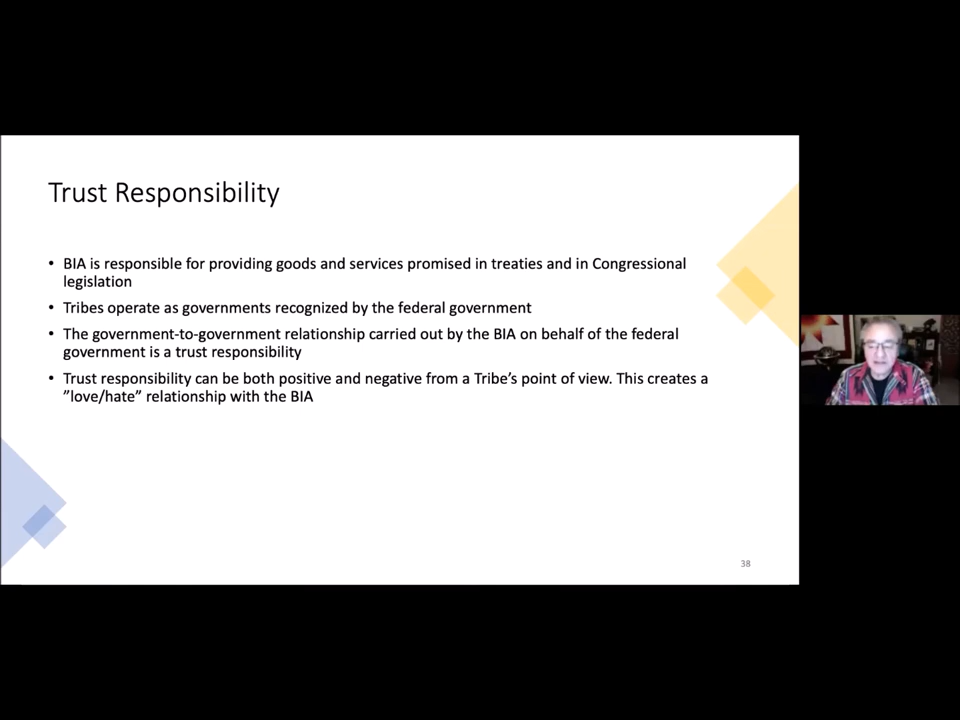 Trust Responsibility
• BIA is responsible for providing goods and services promised in treaties and in Congressional
legislation
• Tribes operate as governments recognized by the federal government
• The government-to-government relationship carried out by the BIA on behalf of the federal
government is a trust responsibility
• Trust responsibility can be both positive and negative from a Tribe’s point of view. This creates a
”love/hate” relationship with the BIA
38